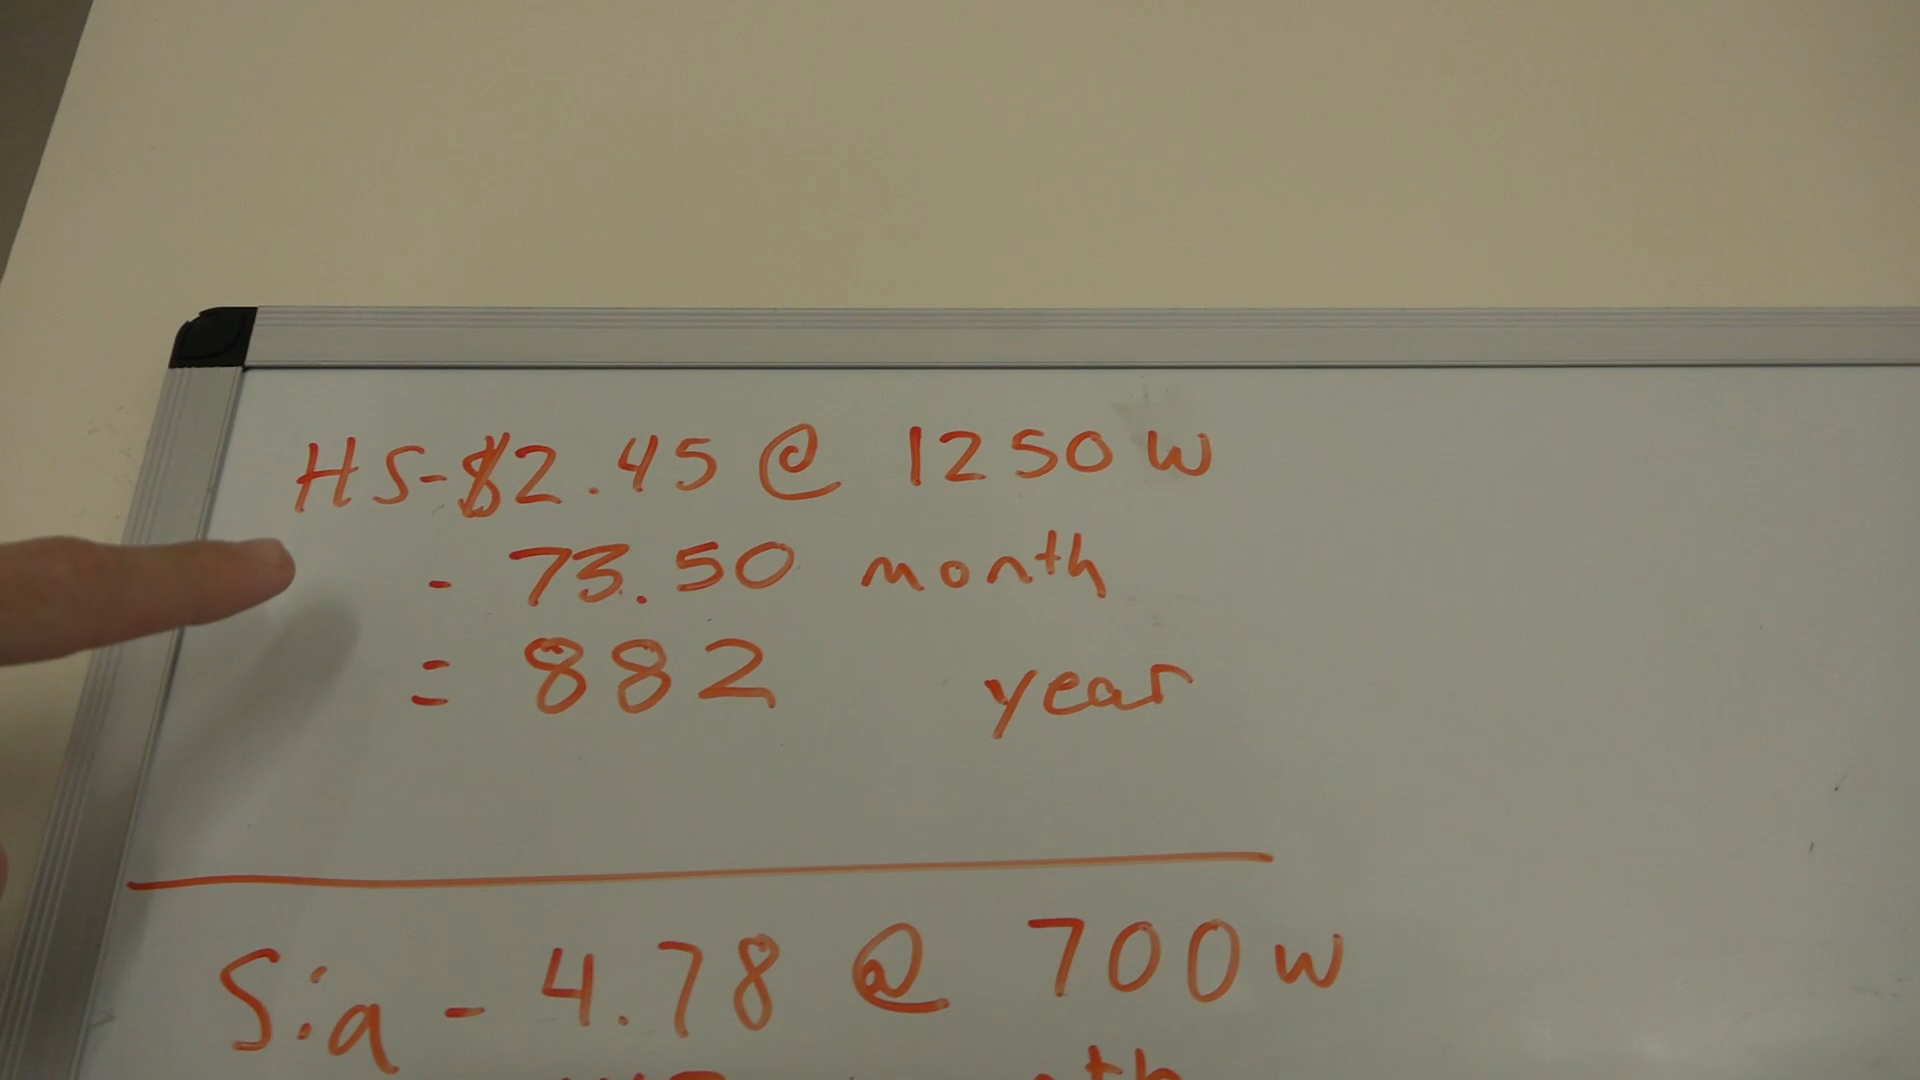 HS-$2.45 @ 1250W
- 73.50 month
= 882 year
Sia - 4.78 @ 700W